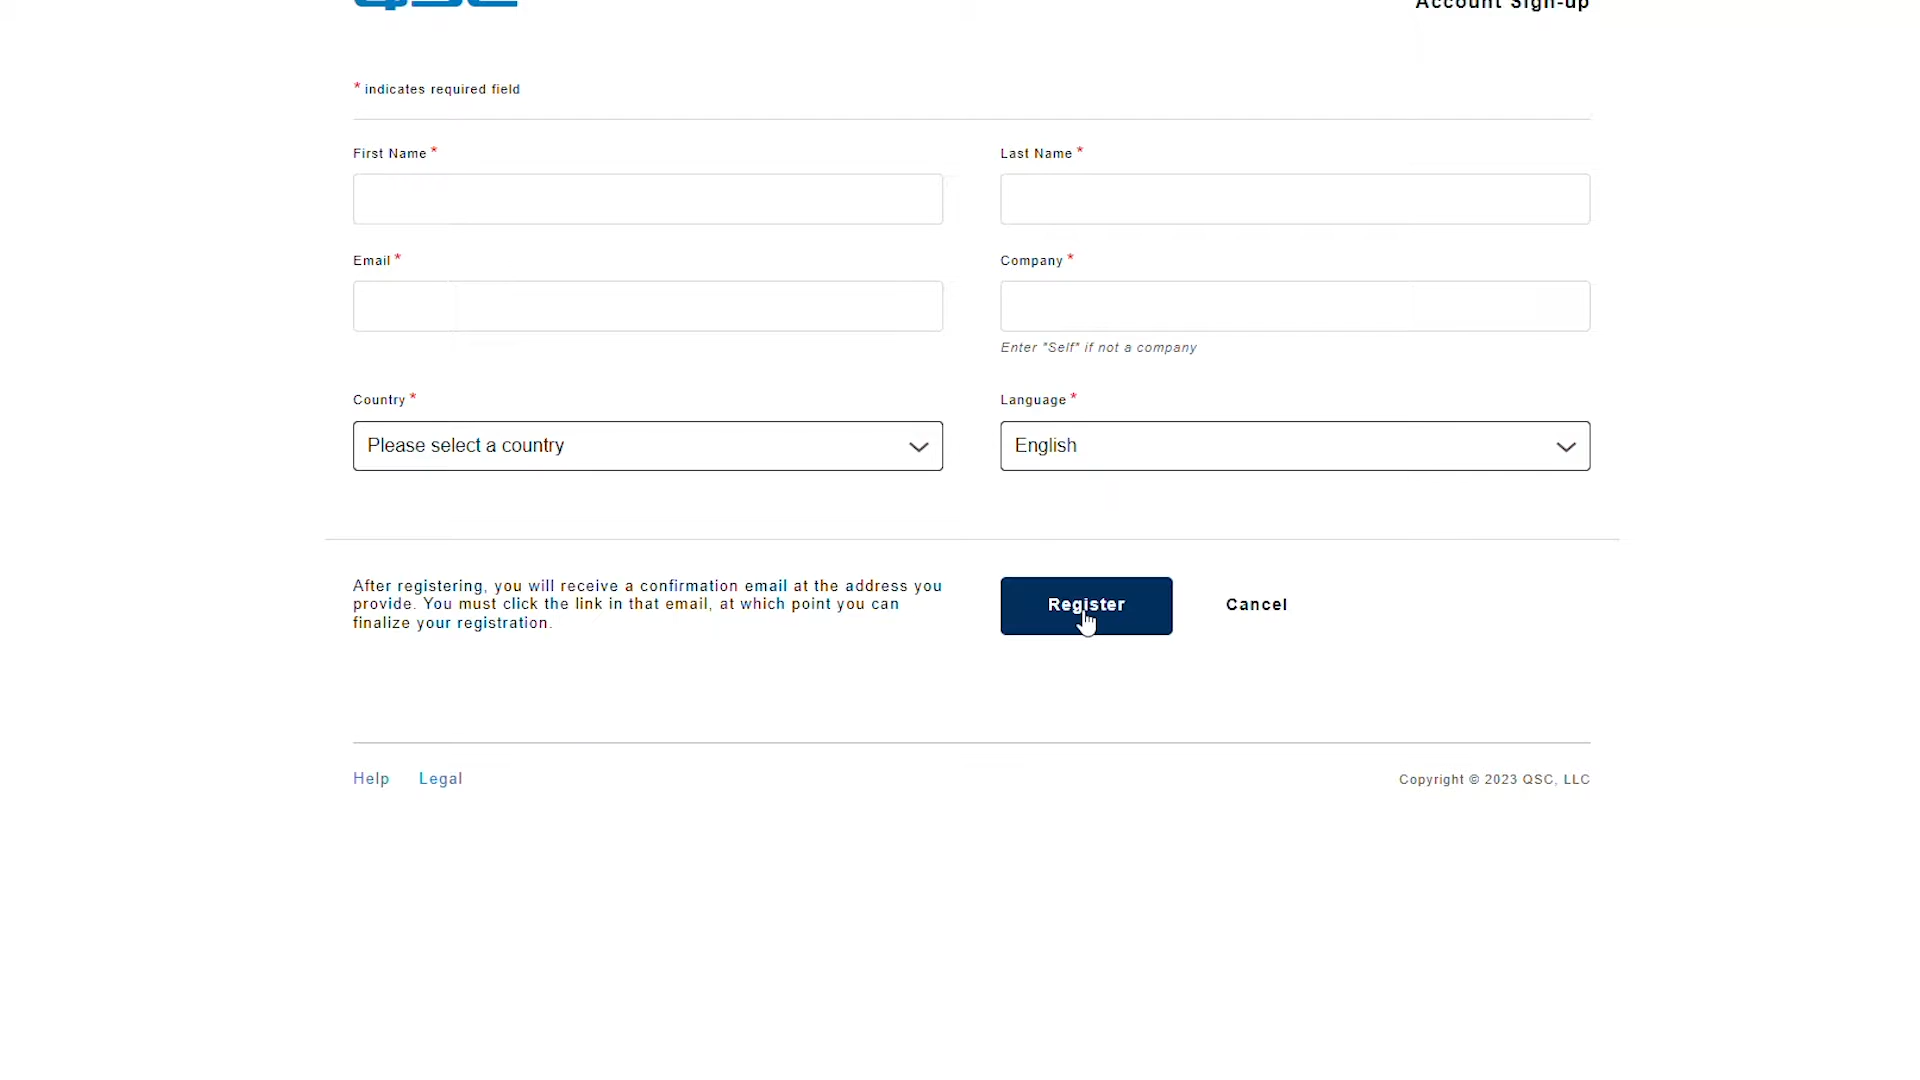 QSC
Account Sign-up
* indicates required field
First Name *
Last Name *
Email *
Company *
Enter "Self" if not a company
Country *
Language *
Please select a country
English
After registering, you will receive a confirmation email at the address you
provide. You must click the link in that email, at which point you can
finalize your registration.
Register
Cancel
Help
Legal
Copyright © 2023 QSC, LLC